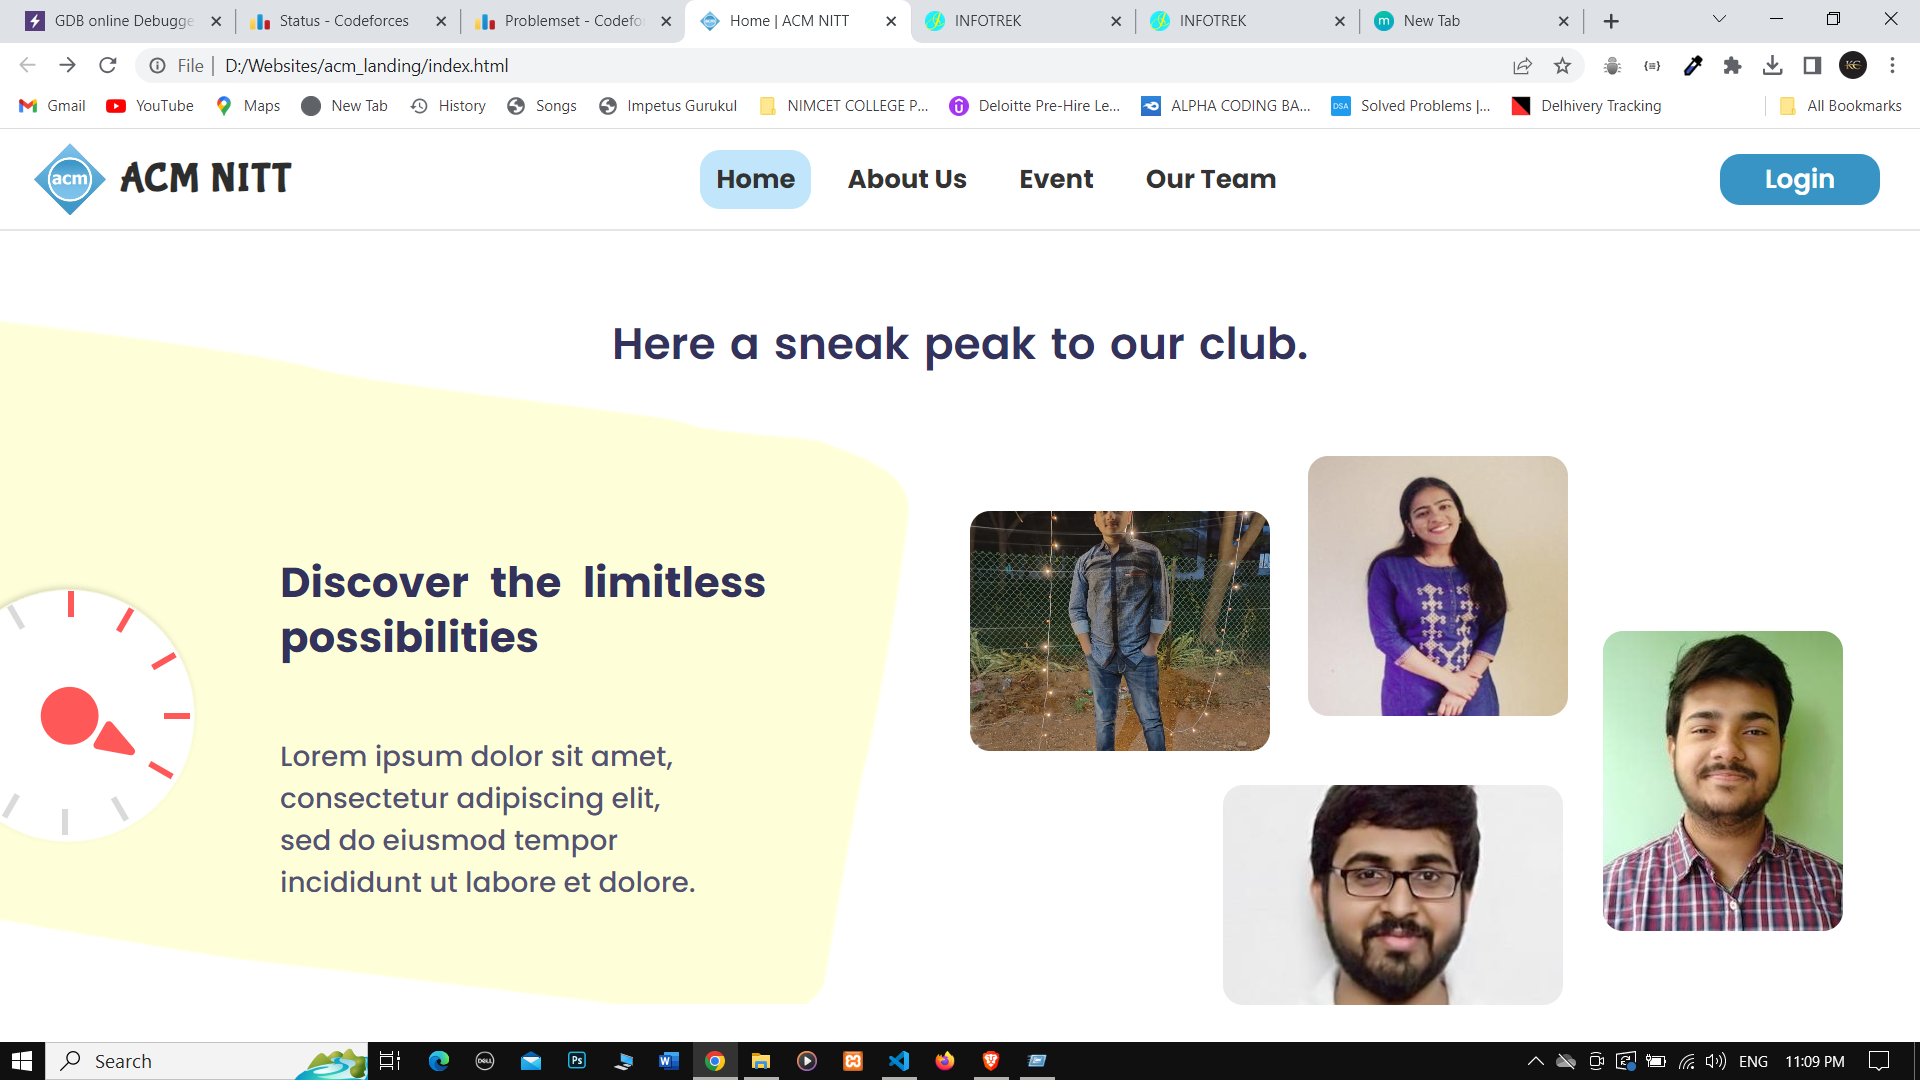 GDB online Debugge
Status - Codeforces
Problemset - Codefo
Home | ACM NITT
INFOTREK
INFOTREK
New Tab
File | D:/Websites/acm_landing/index.html
Gmail
YouTube
Maps
New Tab
History
Songs
Impetus Gurukul
NIMCET COLLEGE P...
Deloitte Pre-Hire Le...
ALPHA CODING BA...
DSA
Solved Problems |...
Delhivery Tracking
All Bookmarks
acm
ACM NITT
Home
About Us
Event
Our Team
Login
Here a sneak peak to our club.
Discover the limitless
possibilities
Lorem ipsum dolor sit amet,
consectetur adipiscing elit,
sed do eiusmod tempor
incididunt ut labore et dolore.
Search
DELL
Ps
W
ENG
11:09 PM